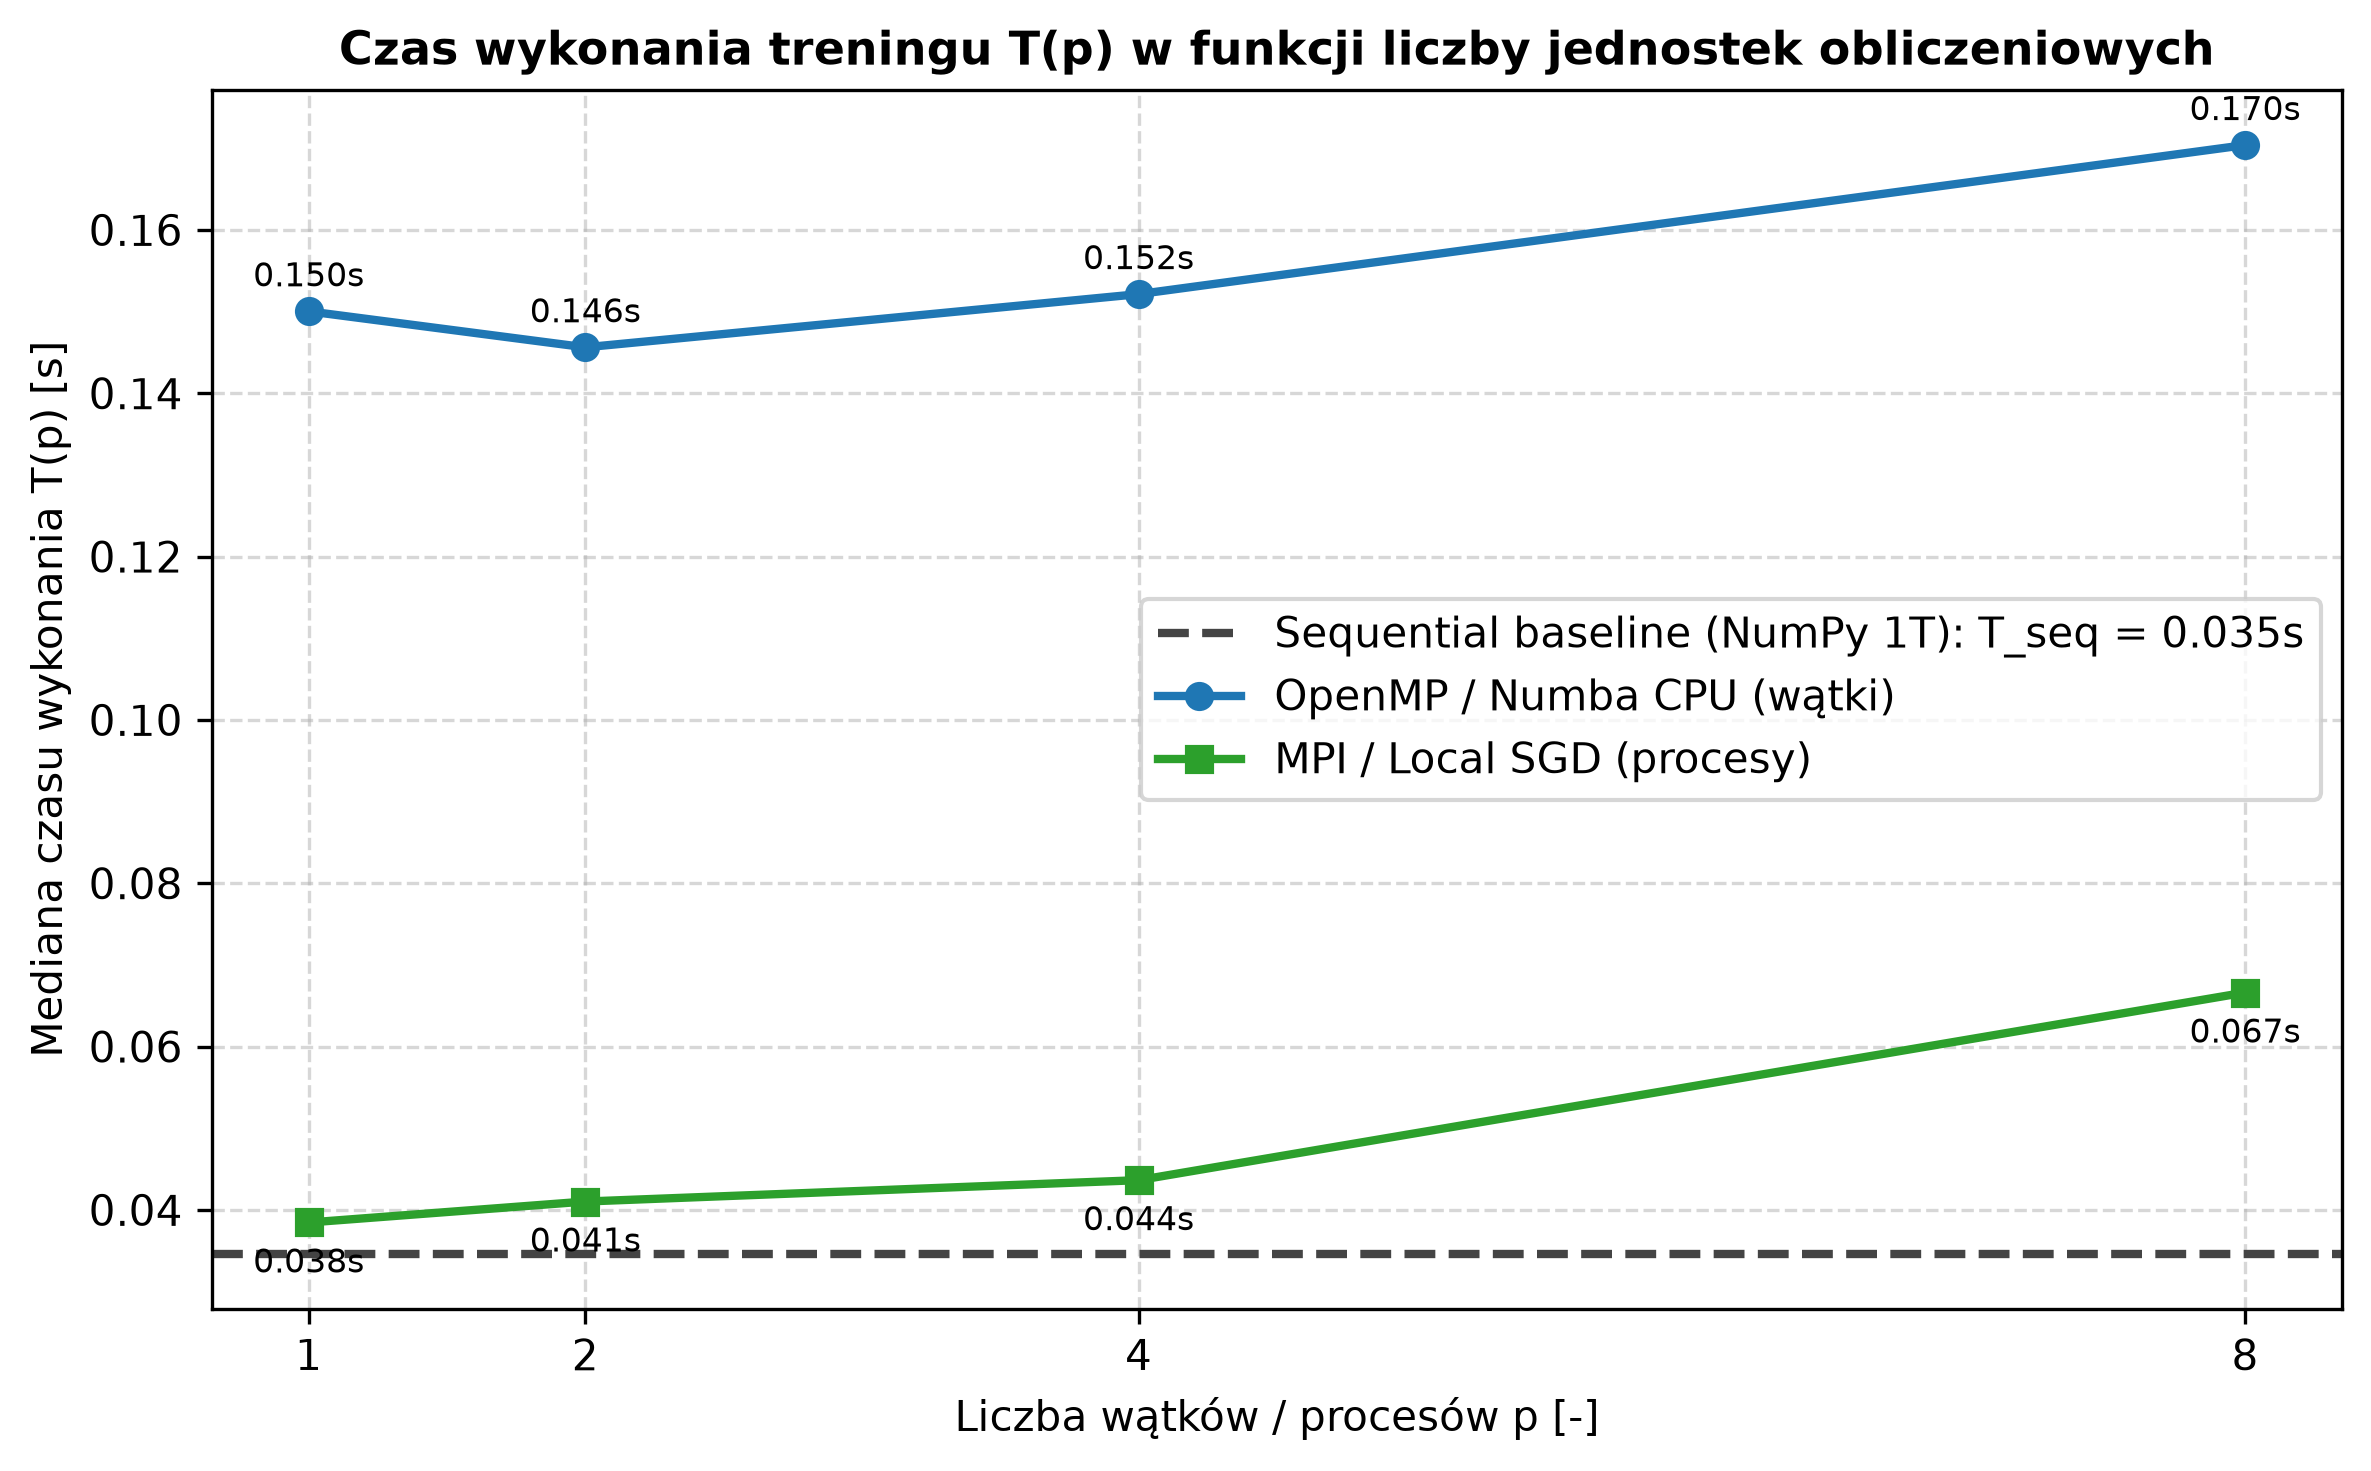 Czas wykonania treningu T(p) w funkcji liczby jednostek obliczeniowych
Mediana czasu wykonania T(p) [s]
0.16
0.14
0.12
0.10
0.08
0.06
0.04
0.150s
0.146s
0.152s
0.170s
Sequential baseline (NumPy 1T): T_seq = 0.035s
OpenMP / Numba CPU (wątki)
MPI / Local SGD (procesy)
0.038s
0.041s
0.044s
0.067s
1
2
4
8
Liczba wątków / procesów p [-]